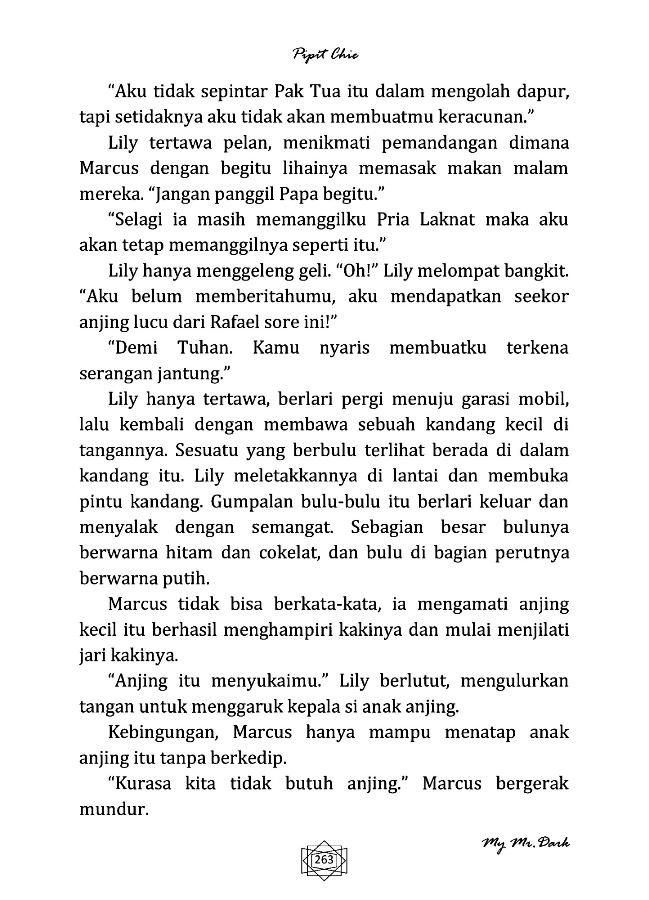 Pipit Chie
“Aku tidak sepintar Pak Tua itu dalam mengolah dapur,
tapi setidaknya aku tidak akan membuatmu keracunan.”
Lily tertawa pelan, menikmati pemandangan dimana
Marcus dengan begitu lihainya memasak makan malam
mereka. “Jangan panggil Papa begitu.”
“Selagi ia masih memanggilku Pria Laknat maka aku
akan tetap memanggilnya seperti itu.”
Lily hanya menggeleng geli. “Oh!” Lily melompat bangkit.
“Aku belum memberitahumu, aku mendapatkan seekor
anjing lucu dari Rafael sore ini!”
“Demi Tuhan. Kamu nyaris membuatku terkena
serangan jantung.”
Lily hanya tertawa, berlari pergi menuju garasi mobil,
lalu kembali dengan membawa sebuah kandang kecil di
tangannya. Sesuatu yang berbulu terlihat berada di dalam
kandang itu. Lily meletakkannya di lantai dan membuka
pintu kandang. Gumpalan bulu-bulu itu berlari keluar dan
menyalak dengan semangat. Sebagian besar bulunya
berwarna hitam dan cokelat, dan bulu di bagian perutnya
berwarna putih.
Marcus tidak bisa berkata-kata, ia mengamati anjing
kecil itu berhasil menghampiri kakinya dan mulai menjilati
jari kakinya.
“Anjing itu menyukaimu.” Lily berlutut, mengulurkan
tangan untuk menggaruk kepala si anak anjing.
Kebingungan, Marcus hanya mampu menatap anak
anjing itu tanpa berkedip.
“Kurasa kita tidak butuh anjing.” Marcus bergerak
mundur.
My Mr. Dark
263